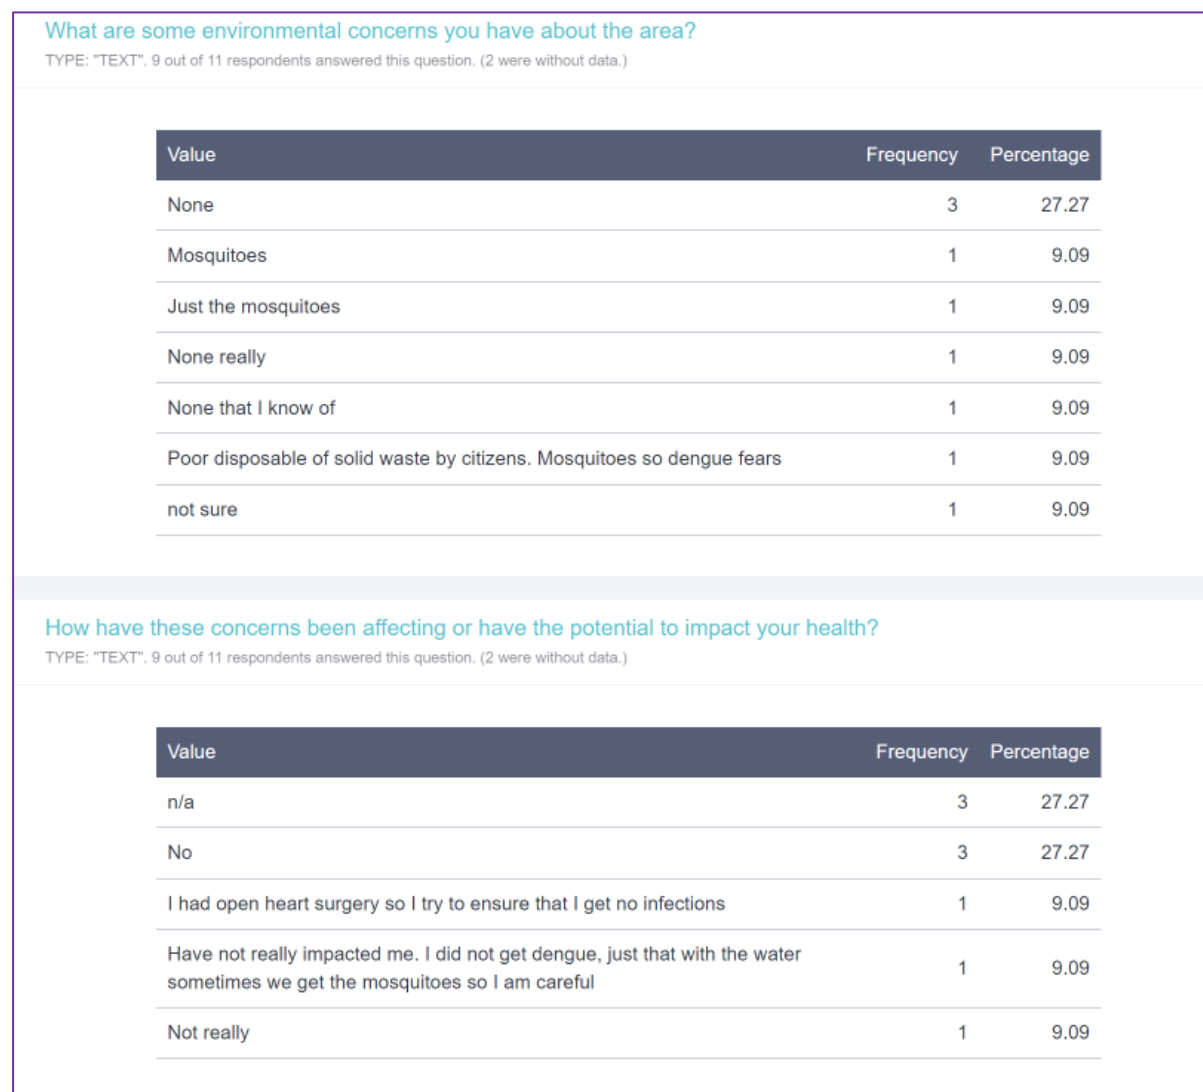 What are some environmental concerns you have about the area?
TYPE: "TEXT". 9 out of 11 respondents answered this question. (2 were without data.)
Value Frequency Percentage
None 3 27.27
Mosquitoes 1 9.09
Just the mosquitoes 1 9.09
None really 1 9.09
None that I know of 1 9.09
Poor disposable of solid waste by citizens. Mosquitoes so dengue fears 1 9.09
not sure 1 9.09
How have these concerns been affecting or have the potential to impact your health?
TYPE: "TEXT". 9 out of 11 respondents answered this question. (2 were without data.)
Value Frequency Percentage
n/a 3 27.27
No 3 27.27
I had open heart surgery so I try to ensure that I get no infections 1 9.09
Have not really impacted me. I did not get dengue, just that with the water
sometimes we get the mosquitoes so I am careful 1 9.09
Not really 1 9.09